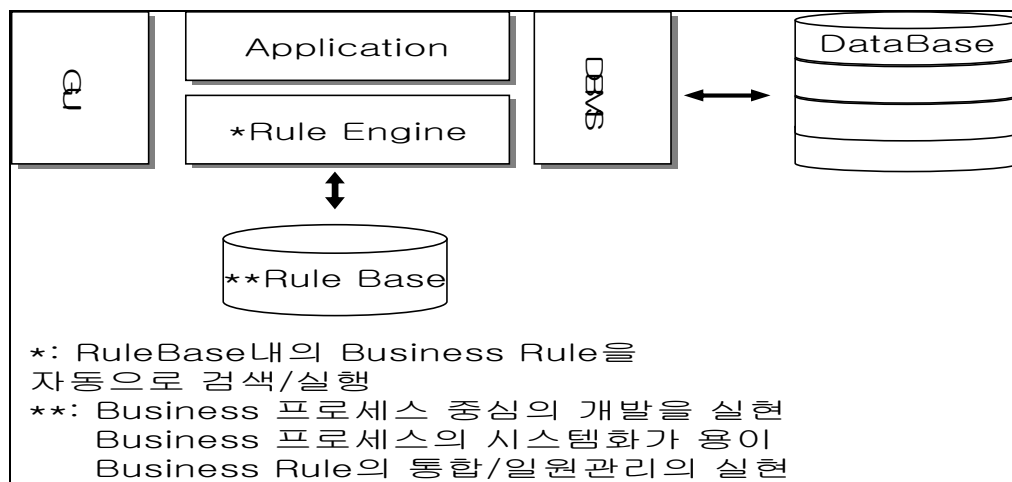 GUI
Application
*Rule Engine
DBMS
DataBase
**Rule Base
*: RuleBase내의 Business Rule을
자동으로 검색/실행
**: Business 프로세스 중심의 개발을 실현
Business 프로세스의 시스템화가 용이
Business Rule의 통합/일원관리의 실현